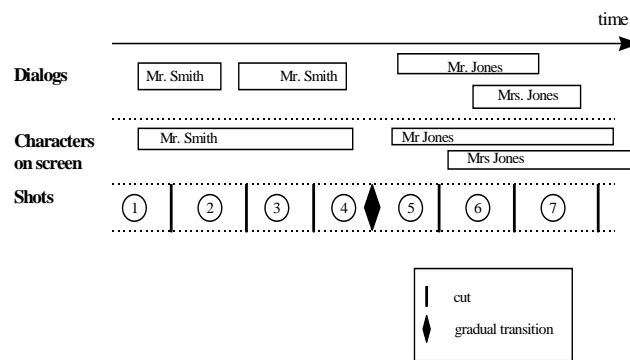 time
Dialogs
Mr. Smith
Mr. Smith
Mr. Jones
Mrs. Jones
Characters
on screen
Mr. Smith
Mr Jones
Mrs Jones
Shots
1 2 3 4 5 6 7
cut
gradual transition